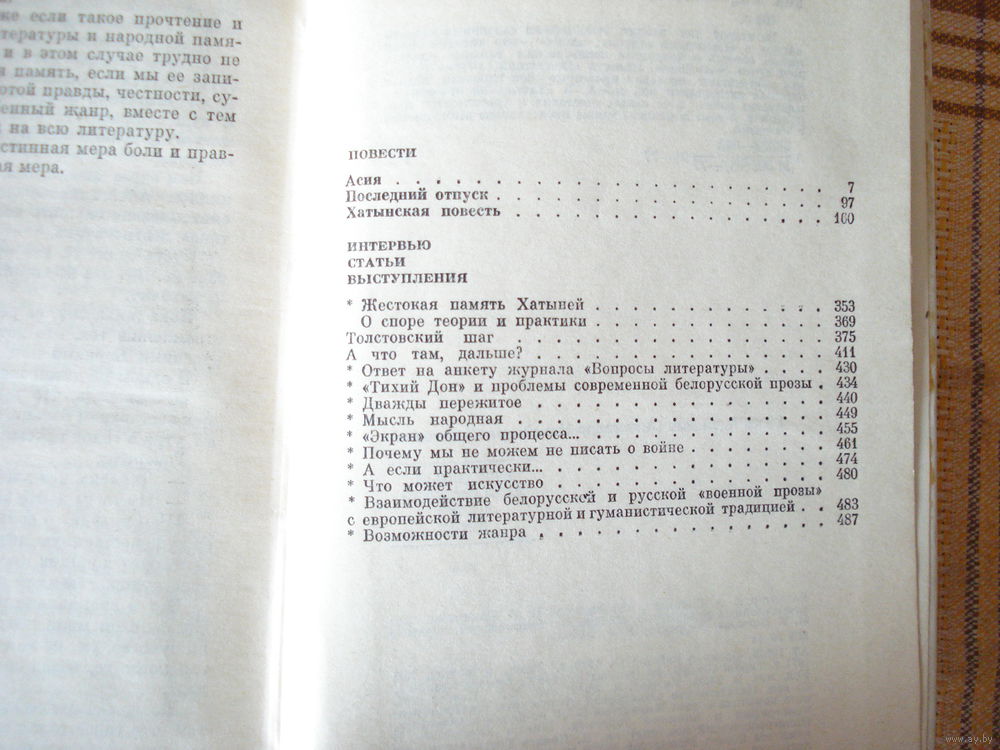 же если такое прочтение и
тературы и народной памя-
и в этом случае трудно не
я память, если мы ее запи-
отой правды, честности, су-
енный жанр, вместе с тем
на всю литературу.
стинная мера боли и прав-
ая мера.
ПОВЕСТИ
Асия . . . . . . . . . . . . . . . . . . . . 7
Последний отпуск . . . . . . . . . . . . . . . 97
Хатынская повесть . . . . . . . . . . . . . . 160
ИНТЕРВЬЮ
СТАТЬИ
ВЫСТУПЛЕНИЯ
* Жестокая память Хатыней . . . . . . . . . . . 353
О споре теории и практики . . . . . . . . . . . 369
Толстовский шаг . . . . . . . . . . . . . . 375
А что там, дальше? . . . . . . . . . . . . . 411
* Ответ на анкету журнала «Вопросы литературы» . . . . 430
* «Тихий Дон» и проблемы современной белорусской прозы . 434
* Дважды пережитое . . . . . . . . . . . . . 440
* Мысль народная . . . . . . . . . . . . . . 449
* «Экран» общего процесса... . . . . . . . . . . . 455
* Почему мы не можем не писать о войне . . . . . . . 461
* А если практически... . . . . . . . . . . . . 474
* Что может искусство . . . . . . . . . . . . 480
* Взаимодействие белорусской и русской «военной прозы»
с европейской литературной и гуманистической традицией . . 483
* Возможности жанра . . . . . . . . . . . . . 487
www.ay.by